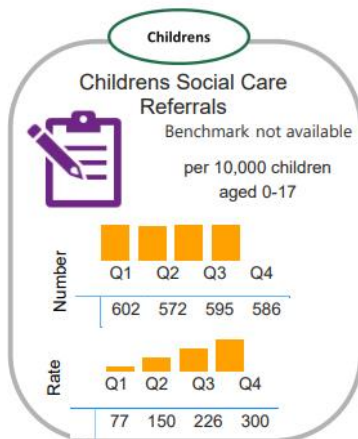 Childrens
Childrens Social Care
Referrals
Benchmark not available
per 10,000 children
aged 0-17
Number
Q1 Q2 Q3 Q4
602 572 595 586
Rate
Q1 Q2 Q3 Q4
77 150 226 300